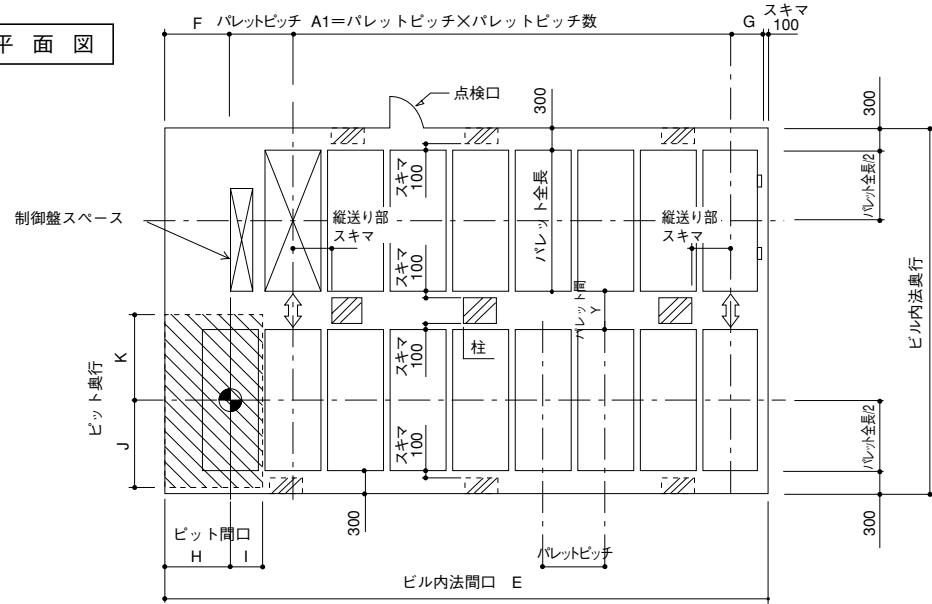 平 面 図
F パレットピッチ A1＝パレットピッチ×パレットピッチ数 G スキマ
100
点検口
300
300
スキマ
100
パレット全長
パレット全長/2
制御盤スペース
縦送り部
スキマ
縦送り部
スキマ
スキマ
100
パレット間
Y
ビル内法奥行
K
ピット奥行
J
柱
スキマ
100
スキマ
100
パレット全長/2
300
300
ピット間口
H I
パレットピッチ
ビル内法間口 E